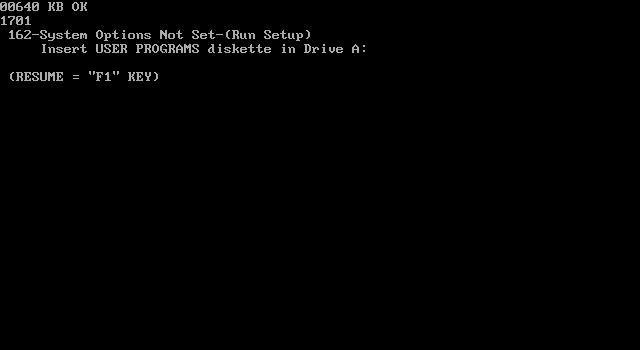 00640 KB OK
1701
162-System Options Not Set-(Run Setup)
Insert USER PROGRAMS diskette in Drive A:
(RESUME = "F1" KEY)